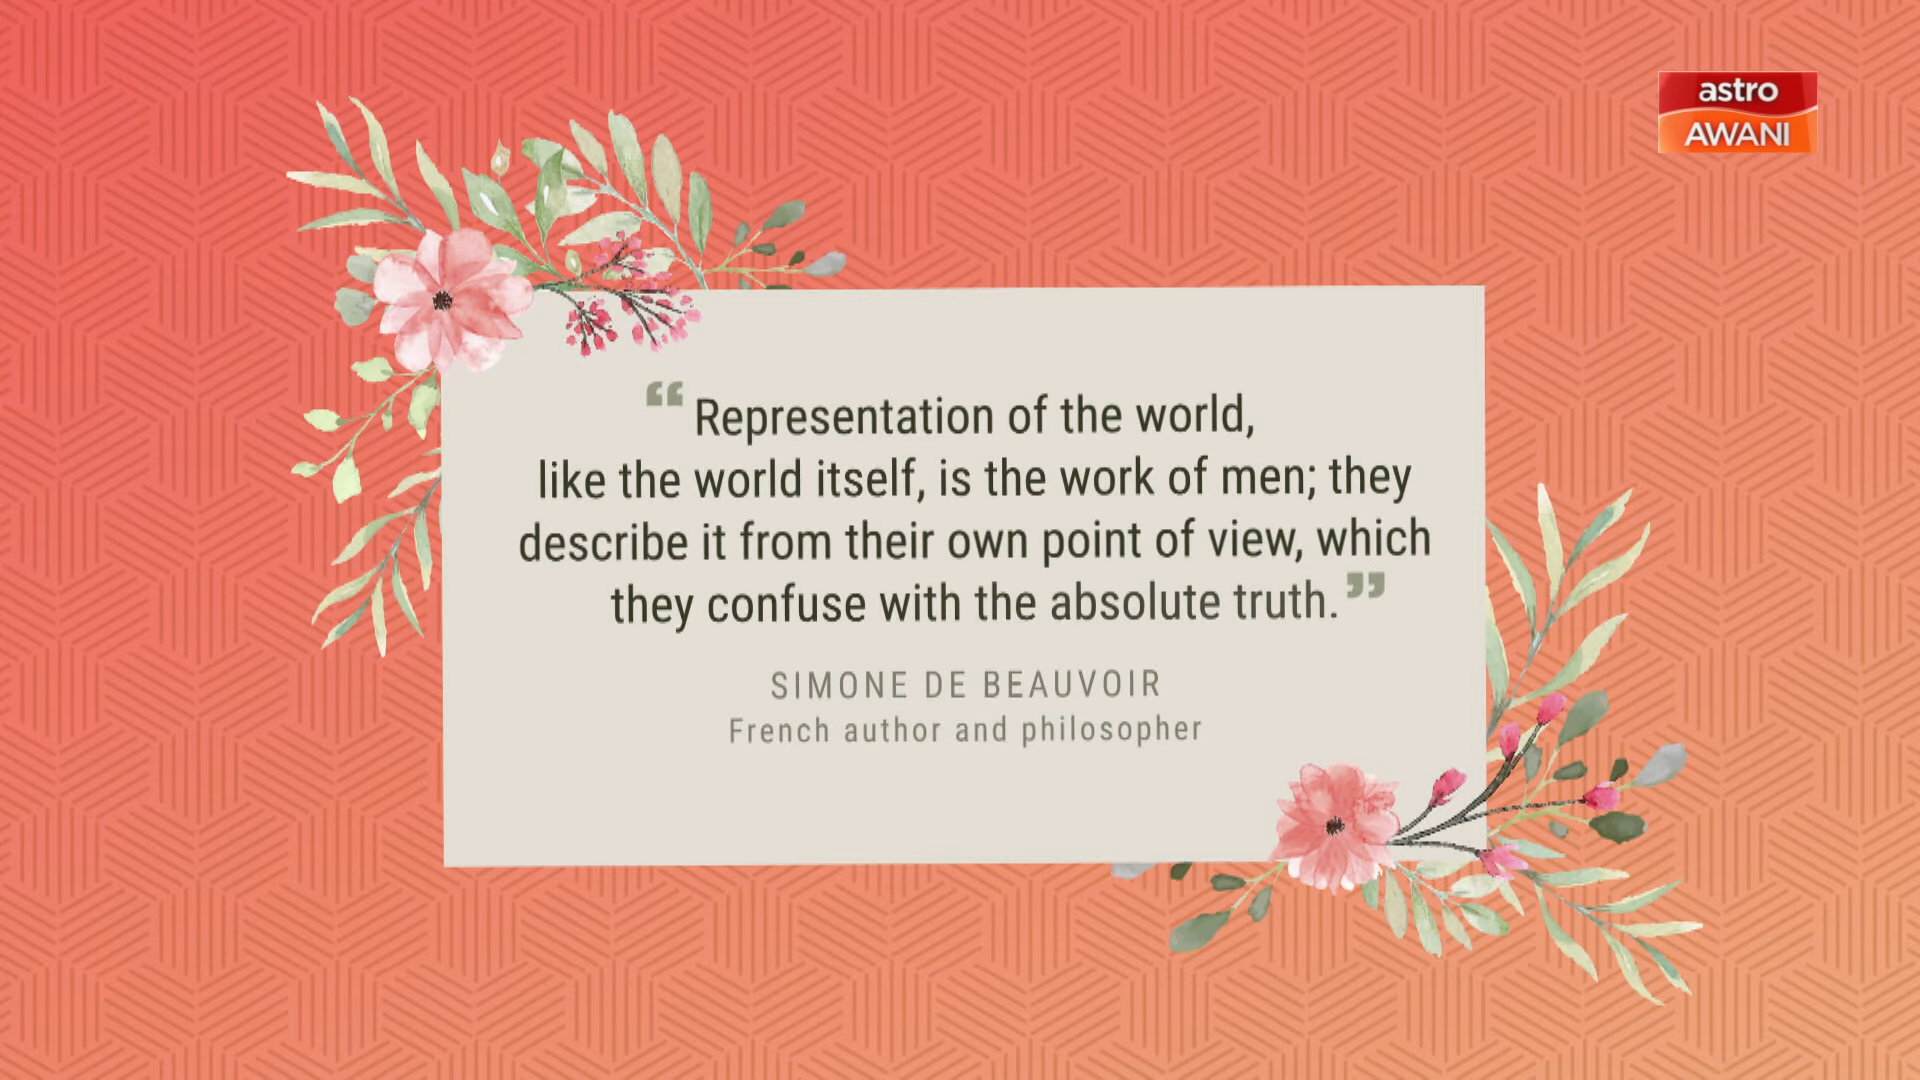 astro
AWANI
“Representation of the world,
like the world itself, is the work of men; they
describe it from their own point of view, which
they confuse with the absolute truth.”
SIMONE DE BEAUVOIR
French author and philosopher